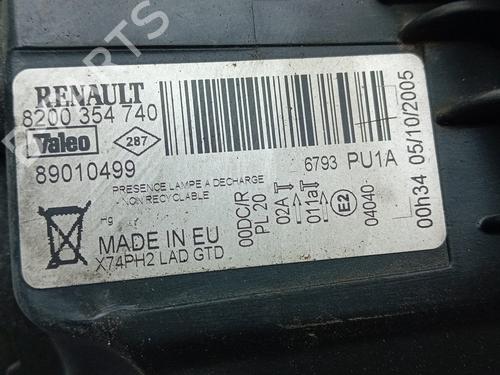 RENAULT
8200 354 740
Valeo
287
89010499
6793 PU1A
PRESENCE LAMPE A DECHARGE
- NON RECYCLABLE
Hg
MADE IN EU
X74PH2 LAD GTD
00DC/R
PL 20
02A
011a
E2
04040
00h34 05/10/2005
PARTS